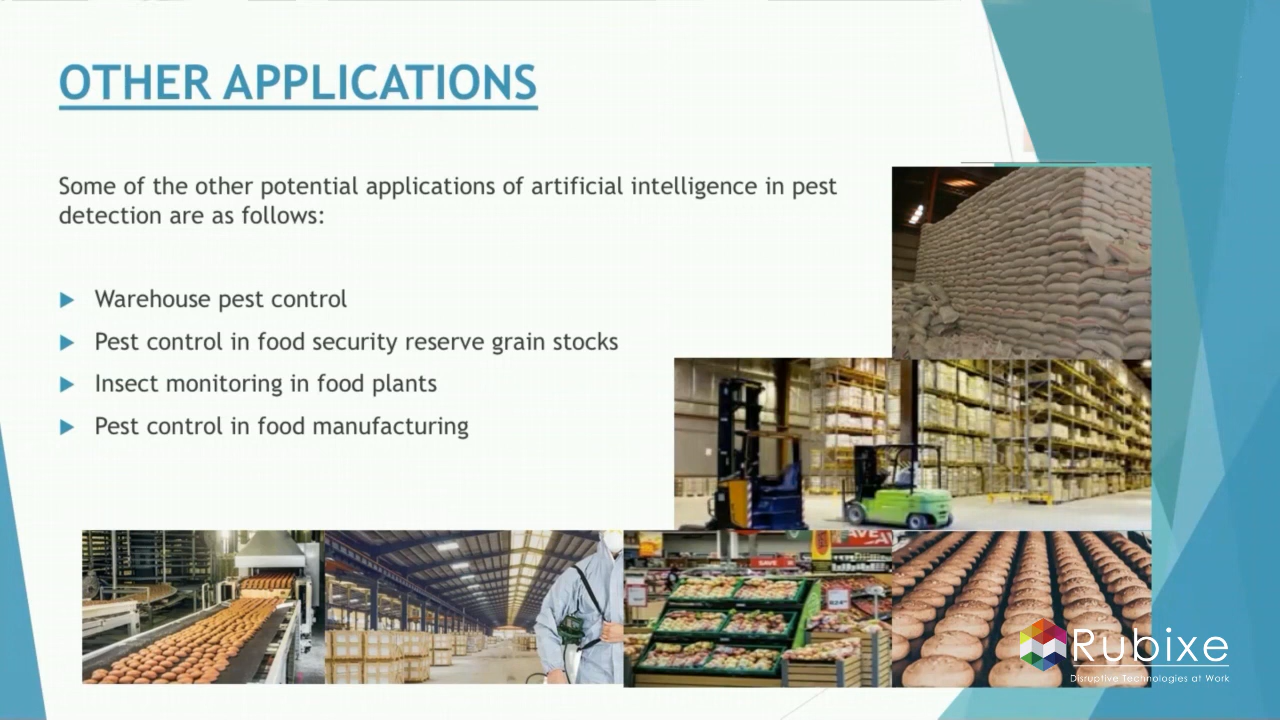 OTHER APPLICATIONS
Some of the other potential applications of artificial intelligence in pest
detection are as follows:
Warehouse pest control
Pest control in food security reserve grain stocks
Insect monitoring in food plants
Pest control in food manufacturing
SAVE
SAVE
Rubixe
Disruptive Technologies at Work